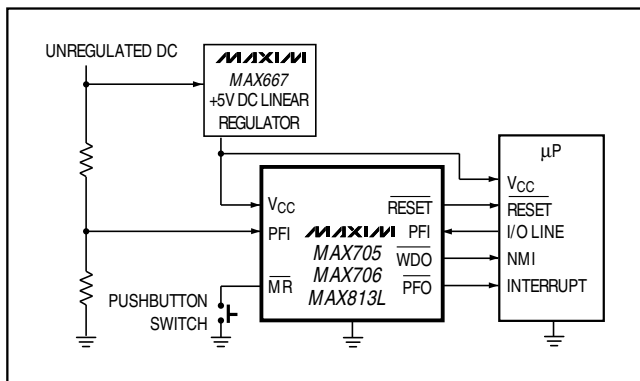 UNREGULATED DC
MAXIM
MAX667
+5V DC LINEAR
REGULATOR
VCC
PFI
MR
MAXIM
MAX705
MAX706
MAX813L
RESET
PFI
WDO
PFO
PUSHBUTTON
SWITCH
μP
VCC
RESET
I/O LINE
NMI
INTERRUPT